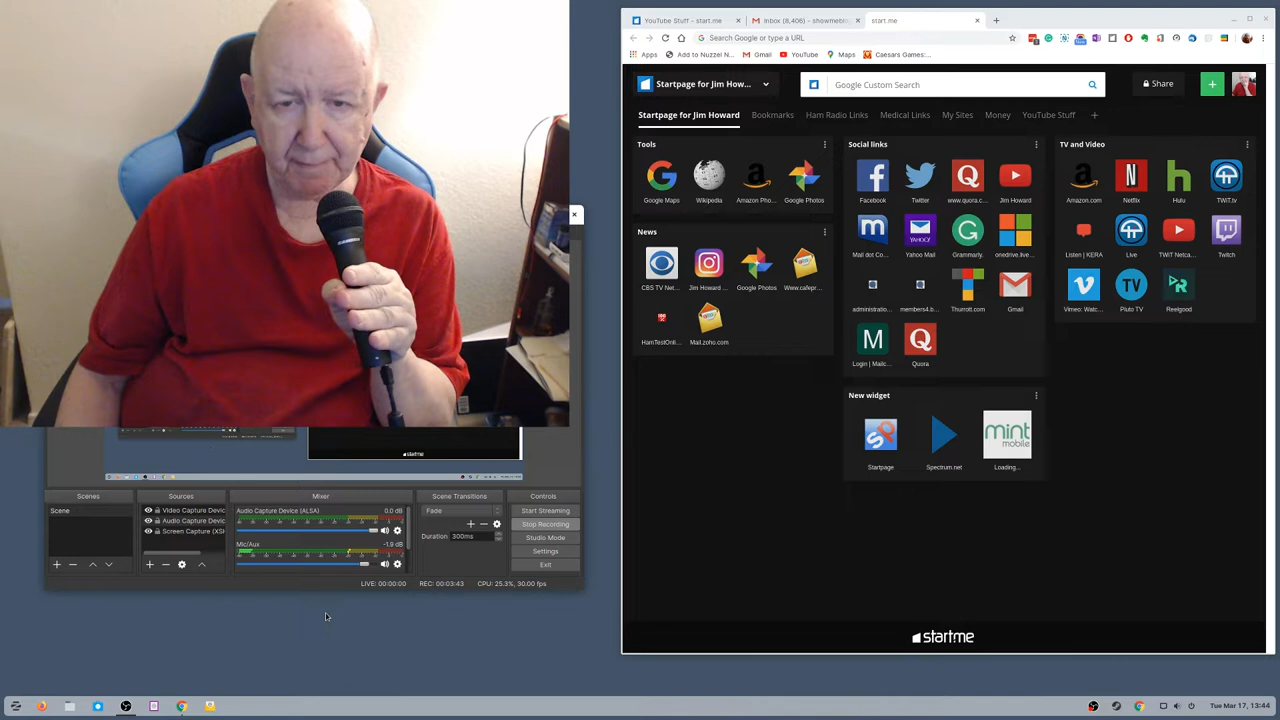 YouTube Stuff - start.me
Inbox (8,406) - showmeblo
start.me
Search Google or type a URL
Apps
Add to Nuzzel
Gmail
YouTube
Maps
Caesars Games:...
Startpage for Jim How...
Google Custom Search
Share
Startpage for Jim Howard
Bookmarks
Ham Radio Links
Medical Links
My Sites
Money
YouTube Stuff
Tools
Google Maps
Wikipedia
Amazon Pho...
Google Photos
News
CBS TV Net...
Jim Howard ...
Google Photos
Www.cafepr...
HamTestOnli...
Mail.zoho.com
Social links
Facebook
Twitter
www.quora.c...
Jim Howard
Mail dot Co...
Yahoo Mail
Grammarly.
onedrive.live...
administratio...
members4.b...
Thurrott.com
Gmail
Login | Mailc...
Quora
New widget
Startpage
Spectrum.net
mint
mobile
Loading...
TV and Video
Amazon.com
Netflix
Hulu
TWiT.tv
Listen | KERA
Live
TWiT Netca...
Twitch
Vimeo: Watc...
Pluto TV
Reelgood
start.me
SAMSON
start.me
Scenes
Scene
Sources
Video Capture Devic
Audio Capture Devic
Screen Capture (XSH
Mixer
Audio Capture Device (ALSA)
0.0 dB
Mic/Aux
-1.9 dB
Scene Transitions
Fade
Duration
300ms
Controls
Start Streaming
Stop Recording
Studio Mode
Settings
Exit
LIVE: 00:00:00
REC: 00:03:43
CPU: 25.3%, 30.00 fps
Tue Mar 17, 13:44